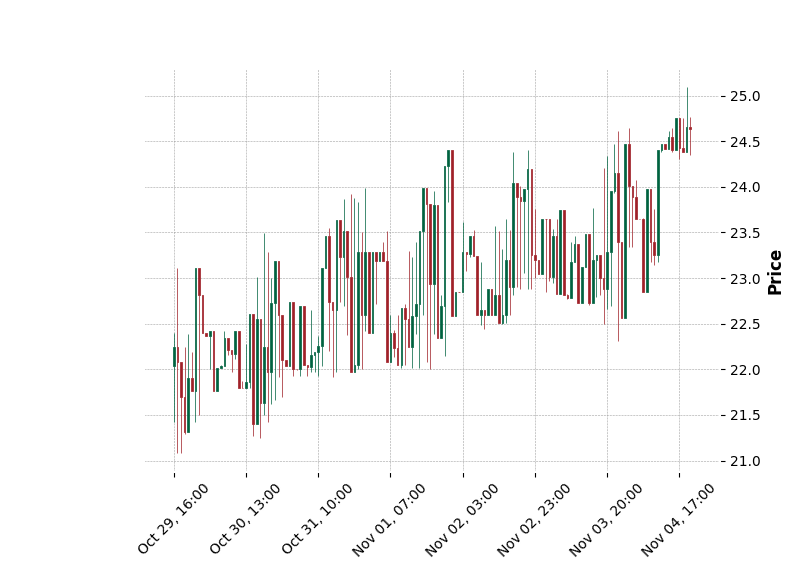 25.0
24.5
24.0
23.5
23.0
22.5
22.0
21.5
21.0
Price
Oct 29, 16:00
Oct 30, 13:00
Oct 31, 10:00
Nov 01, 07:00
Nov 02, 03:00
Nov 02, 23:00
Nov 03, 20:00
Nov 04, 17:00